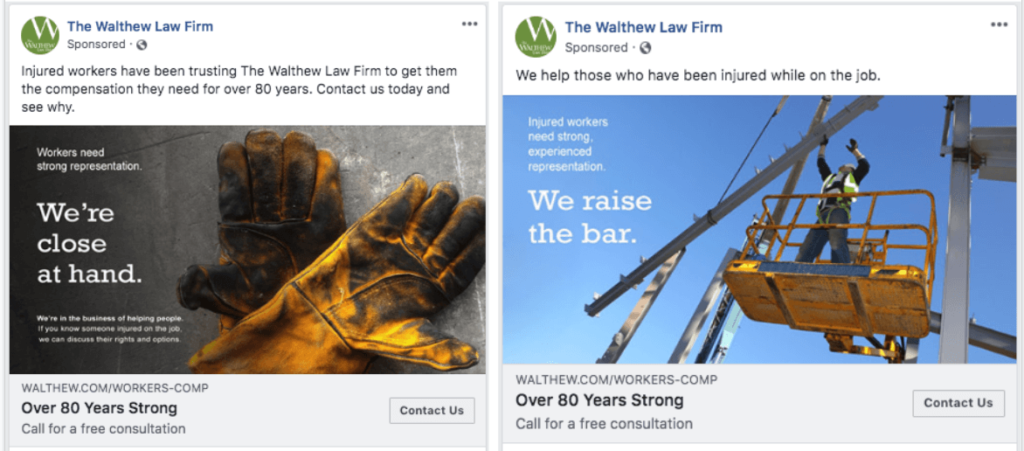 The Walthew Law Firm
Sponsored ·
Injured workers have been trusting The Walthew Law Firm to get them
the compensation they need for over 80 years. Contact us today and
see why.
Workers need
strong representation.
We're
close
at hand.
We're in the business of helping people.
If you know someone injured on the job,
we can discuss their rights and options.
WALTHEW.COM/WORKERS-COMP
Over 80 Years Strong
Call for a free consultation
Contact Us
The Walthew Law Firm
Sponsored ·
We help those who have been injured while on the job.
Injured workers
need strong,
experienced
representation.
We raise
the bar.
WALTHEW.COM/WORKERS-COMP
Over 80 Years Strong
Call for a free consultation
Contact Us